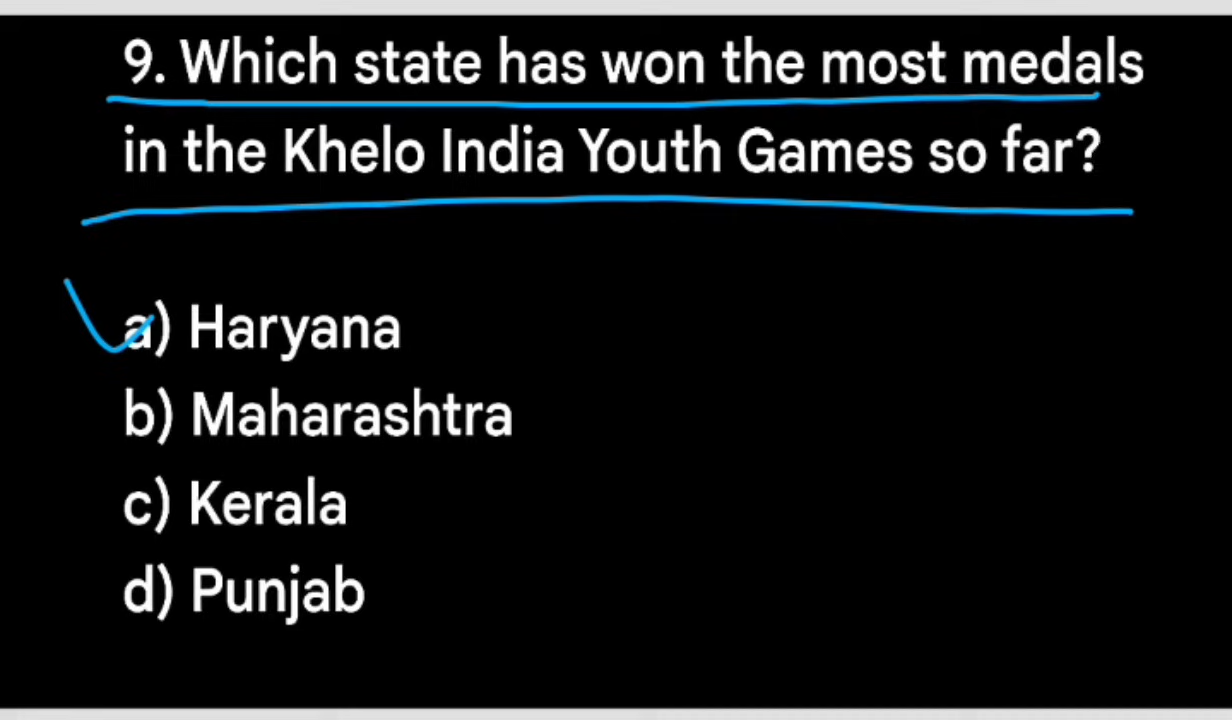 9. Which state has won the most medals
in the Khelo India Youth Games so far?
a) Haryana
b) Maharashtra
c) Kerala
d) Punjab